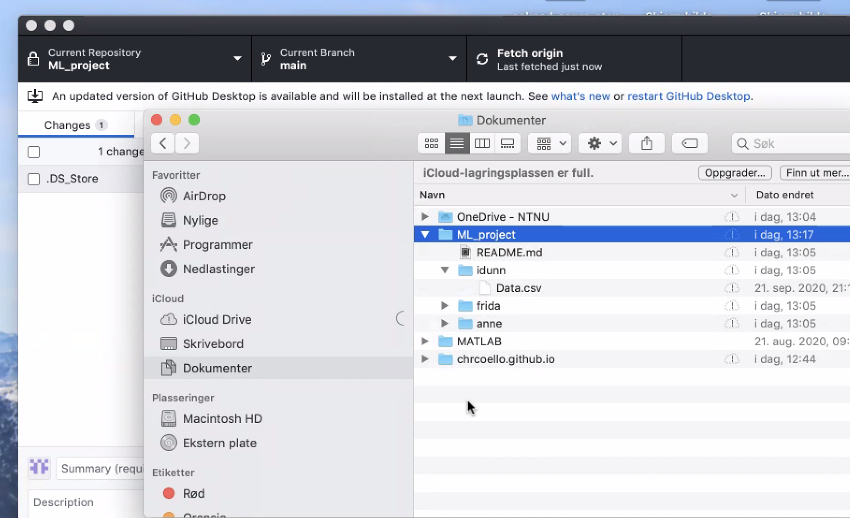 Current Repository
ML_project
Current Branch
main
Fetch origin
Last fetched just now
An updated version of GitHub Desktop is available and will be installed at the next launch. See what's new or restart GitHub Desktop.
Changes 1
1 change
.DS_Store
Summary (requ
Description
Dokumenter
Søk
Favoritter
AirDrop
Nylige
Programmer
Nedlastinger
iCloud
iCloud Drive
Skrivebord
Dokumenter
Plasseringer
Macintosh HD
Ekstern plate
Etiketter
Rød
iCloud-lagringsplassen er full.
Oppgrader...
Finn ut mer...
Navn
Dato endret
OneDrive - NTNU
i dag, 13:04
ML_project
i dag, 13:17
README.md
i dag, 13:05
idunn
i dag, 13:05
Data.csv
21. sep. 2020, 21:
frida
i dag, 13:05
anne
i dag, 13:05
MATLAB
21. aug. 2020, 09:
chrcoello.github.io
i dag, 12:44